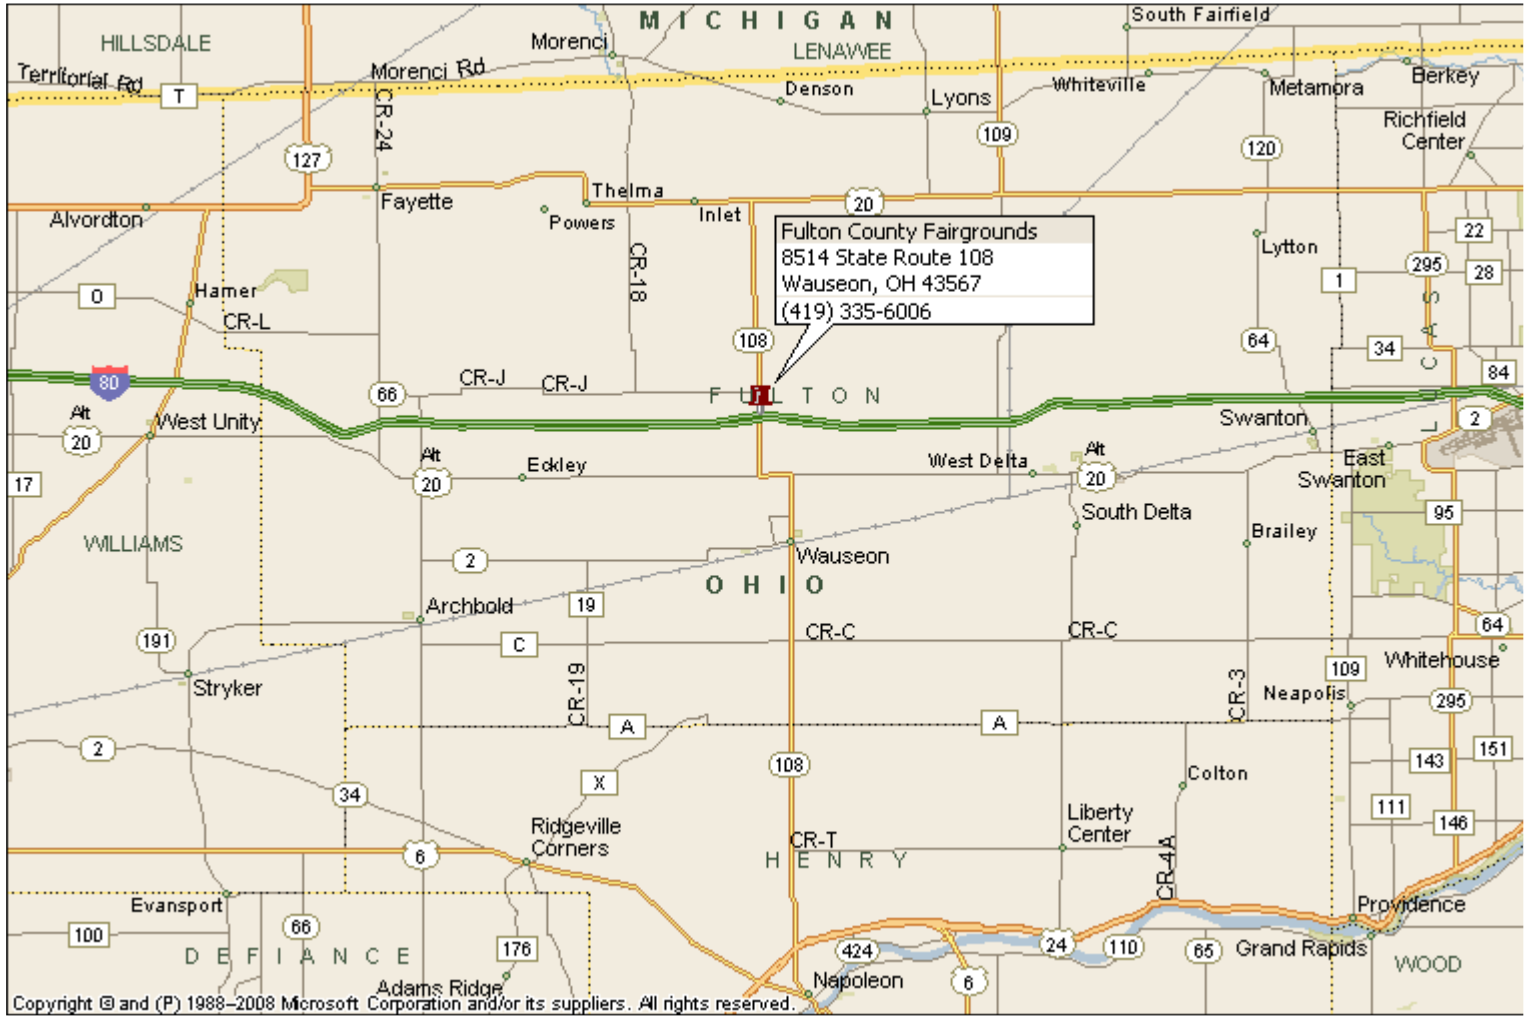 MICHIGAN
South Fairfield
HILLSDALE
Morenci
LENAWEE
Territorial Rd
Morenci Rd
T
Denson
Whiteville
Metamora
Berkey
Lyons
CR-24
Richfield
Center
127
109
120
Fayette
Thelma
Inlet
20
Alvordton
Powers
Fulton County Fairgrounds
8514 State Route 108
Wauseon, OH 43567
(419) 335-6006
Lytton
22
295
28
1
CR-18
O
Hamer
CR-L
108
64
34
84
80
66
CR-J
CR-J
FULTON
LUCAS
Alt
20
West Unity
Swanton
2
Alt
20
Eckley
West Delta
Alt
20
East
Swanton
17
95
South Delta
Brailey
WILLIAMS
2
Wauseon
OHIO
Archbold
19
191
C
CR-C
CR-C
64
Whitehouse
Stryker
CR-19
CR-3
109
Neapolis
295
A
A
2
108
143
151
X
Colton
34
111
146
Ridgeville
Corners
Liberty
Center
6
CR-T
HENRY
CR-4A
Evansport
Providence
66
100
DEFIANCE
176
424
24
110
65
Grand Rapids
WOOD
Adams Ridge
Napoleon
6
Copyright © and (P) 1988–2008 Microsoft Corporation and/or its suppliers. All rights reserved.